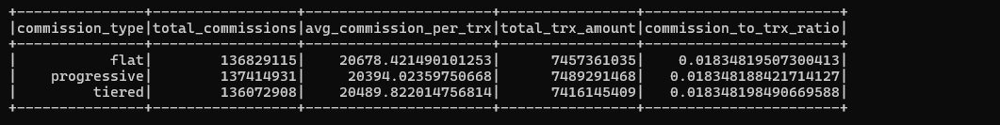 +---------------+-----------------+----------------------+----------------+-----------------------+
|commission_type|total_commissions|avg_commission_per_trx|total_trx_amount|commission_to_trx_ratio|
+---------------+-----------------+----------------------+----------------+-----------------------+
|           flat|        136829115|    20678.421490101253|      7457361035|    0.01834819507300413|
|    progressive|        137414931|     20394.02359750668|      7489291468|   0.018348188421714127|
|         tiered|        136072908|    20489.822014756814|      7416145409|   0.018348198490669588|
+---------------+-----------------+----------------------+----------------+-----------------------+